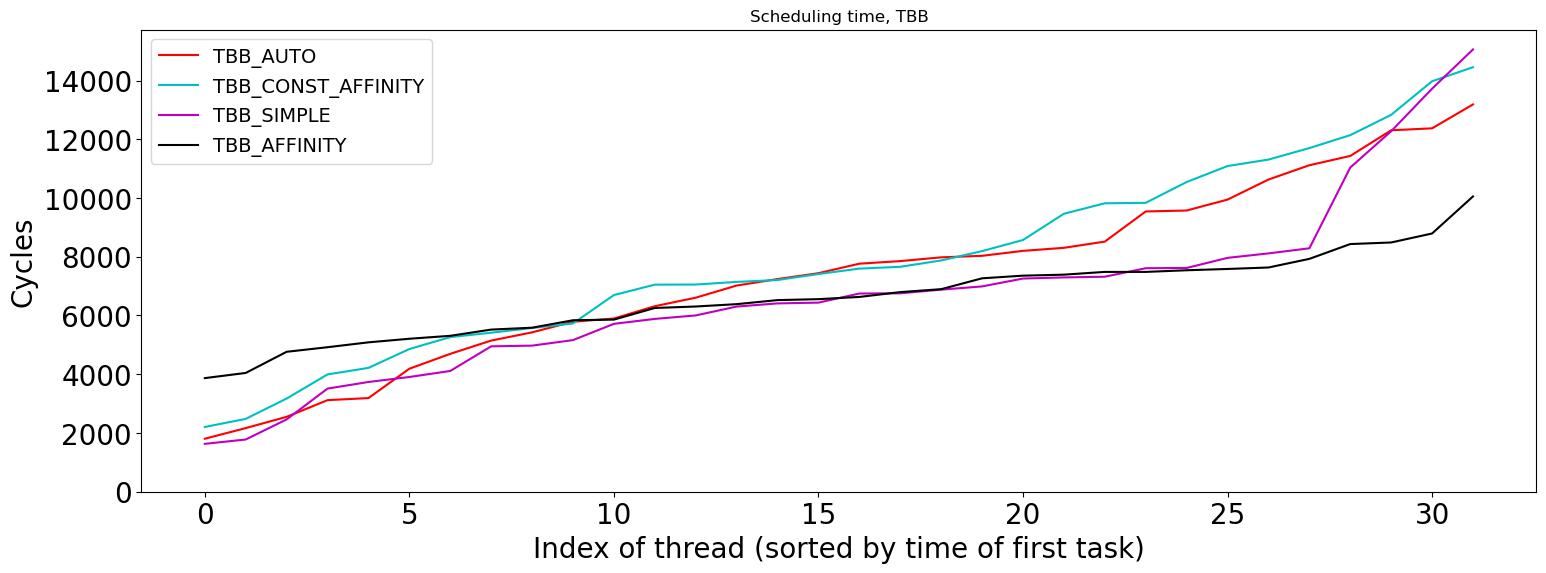 Scheduling time, TBB
TBB_AUTO
TBB_CONST_AFFINITY
TBB_SIMPLE
TBB_AFFINITY
Cycles
14000
12000
10000
8000
6000
4000
2000
0
0 5 10 15 20 25 30
Index of thread (sorted by time of first task)